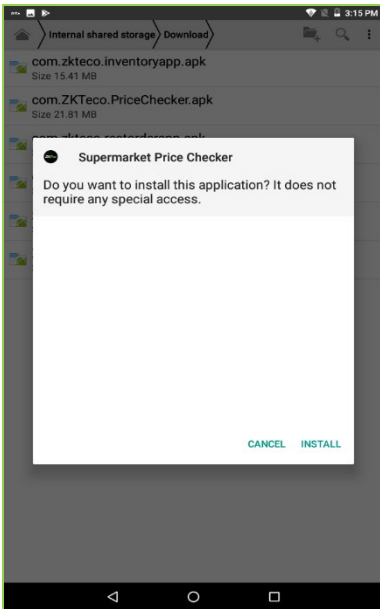 3:15 PM
Internal shared storage
Download
com.zkteco.inventoryapp.apk
Size 15.41 MB
com.ZKTeco.PriceChecker.apk
Size 21.81 MB
Supermarket Price Checker
Do you want to install this application? It does not
require any special access.
CANCEL INSTALL